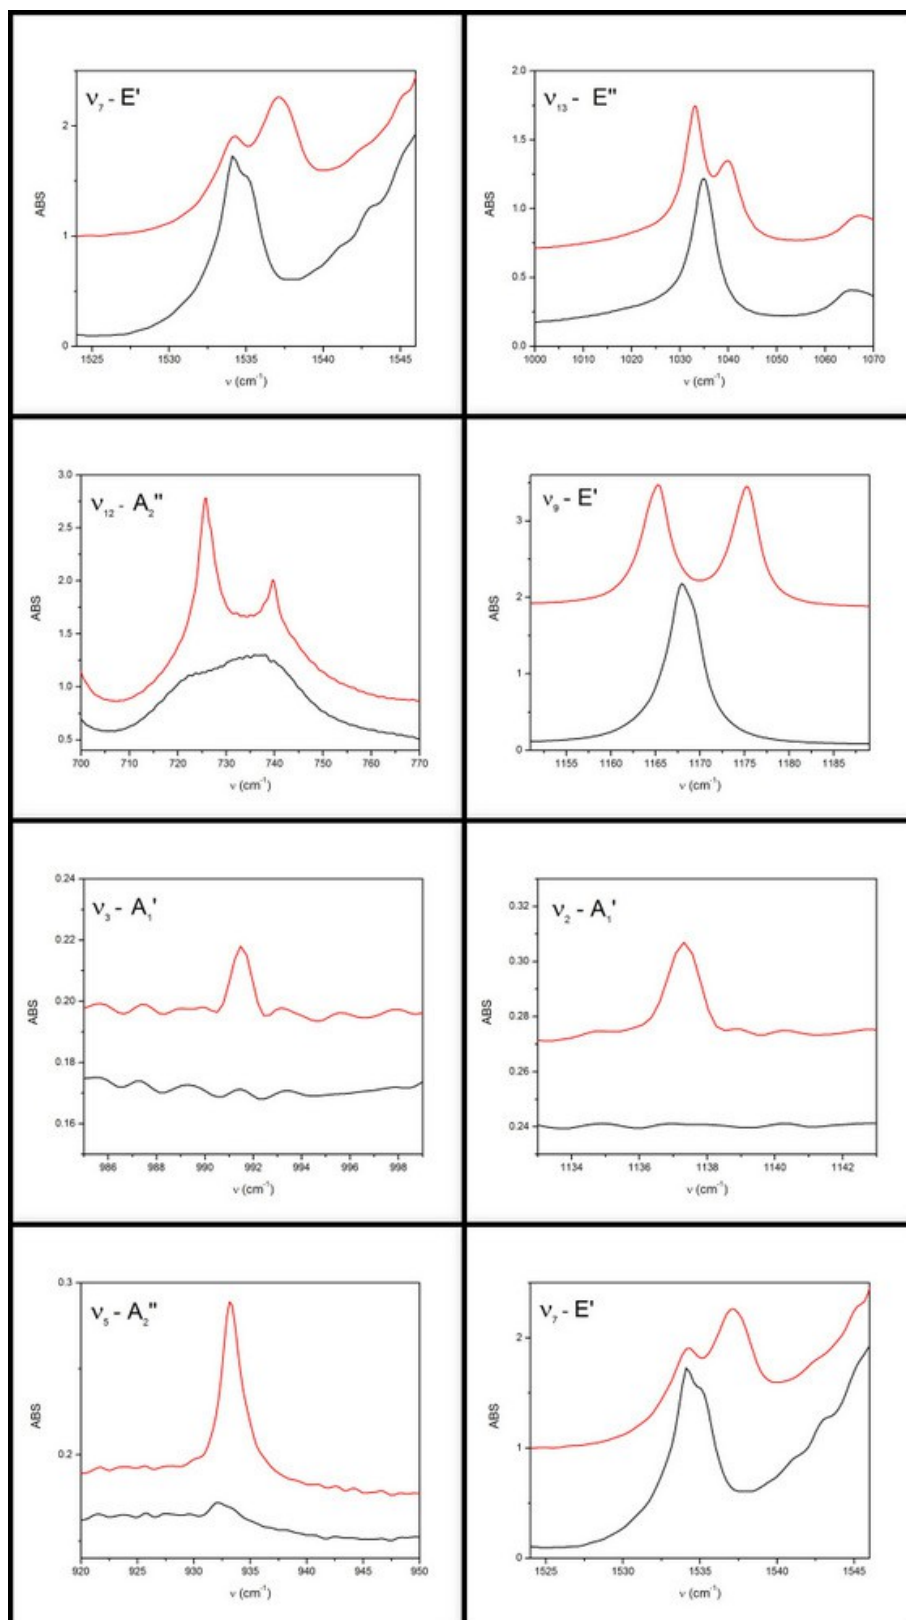 ν₇ - E'
2
1
0
ABS
1525 1530 1535 1540 1545
ν (cm⁻¹)
ν₁₃ - E"
2.0
1.5
1.0
0.5
0.0
ABS
1000 1010 1020 1030 1040 1050 1060 1070
ν (cm⁻¹)
ν₁₂ - A₂"
3.0
2.5
2.0
1.5
1.0
0.5
ABS
700 710 720 730 740 750 760 770
ν (cm⁻¹)
ν₉ - E'
3
2
1
0
ABS
1155 1160 1165 1170 1175 1180 1185
ν (cm⁻¹)
ν₃ - A₁'
0.24
0.22
0.20
0.18
0.16
ABS
986 988 990 992 994 996 998
ν (cm⁻¹)
ν₂ - A₁'
0.32
0.30
0.28
0.26
0.24
ABS
1134 1136 1138 1140 1142
ν (cm⁻¹)
ν₅ - A₂"
0.3
0.2
ABS
920 925 930 935 940 945 950
ν (cm⁻¹)
ν₇ - E'
2
1
0
ABS
1525 1530 1535 1540 1545
ν (cm⁻¹)